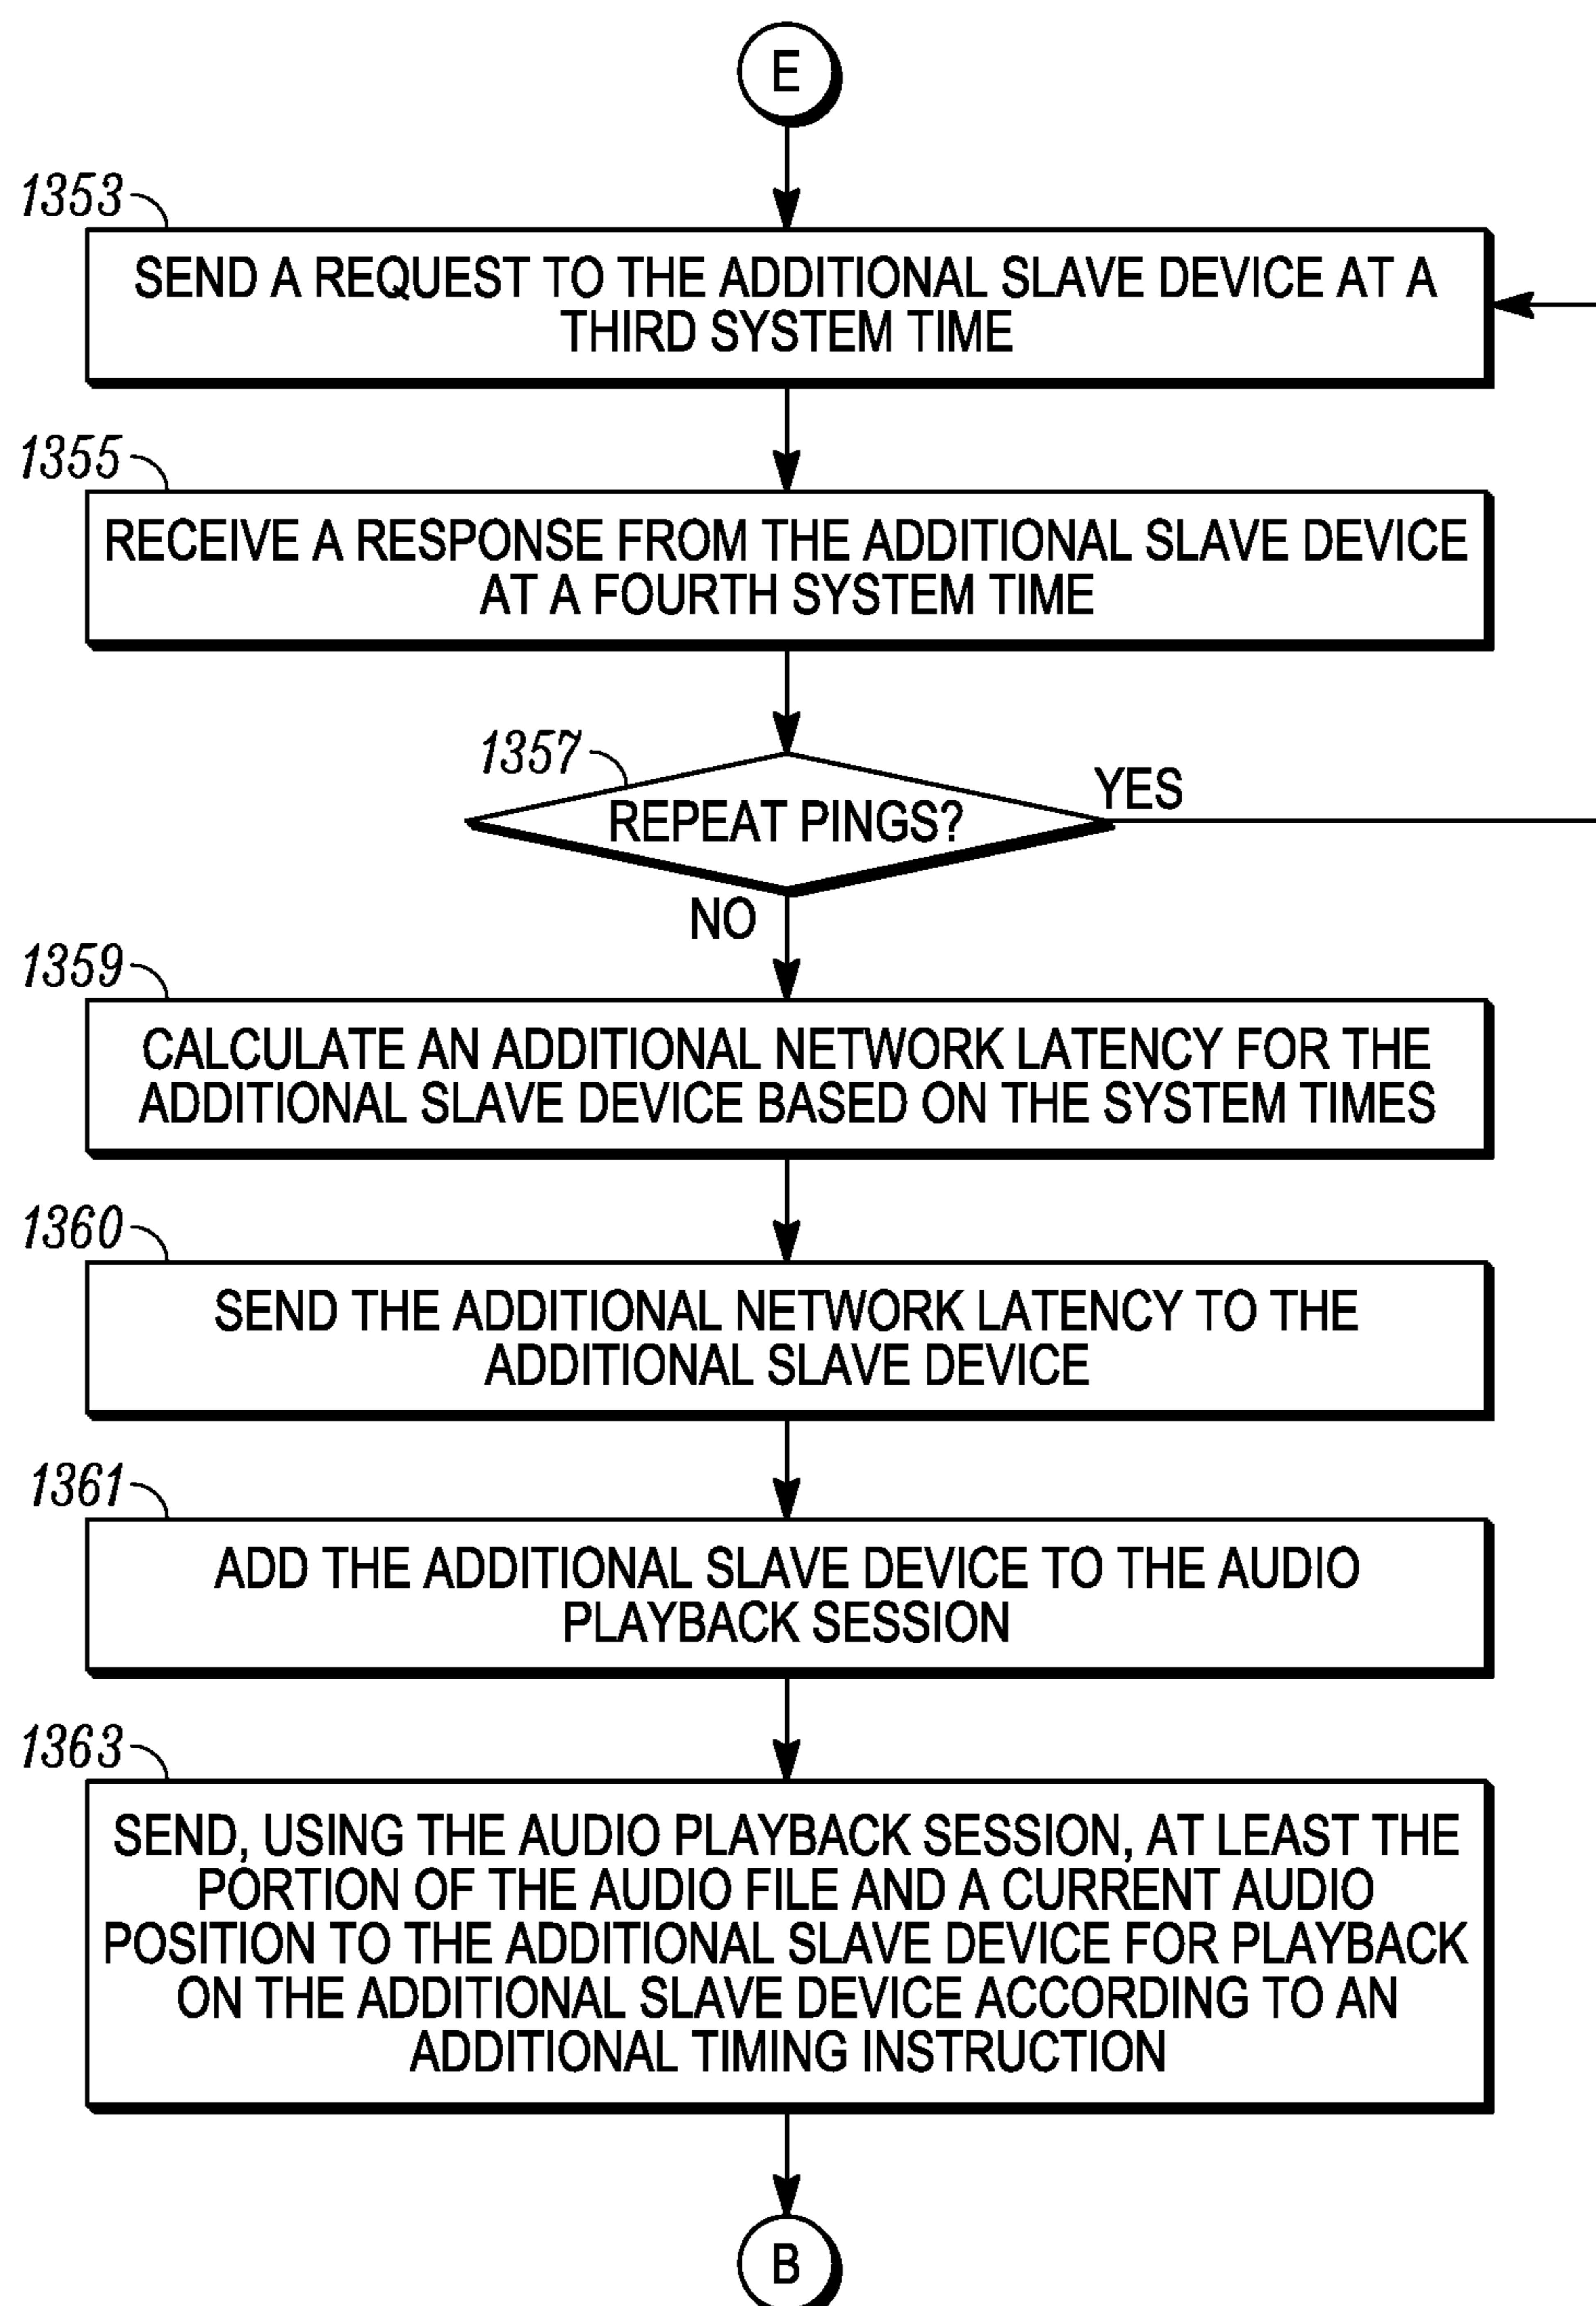 E
1353
SEND A REQUEST TO THE ADDITIONAL SLAVE DEVICE AT A
THIRD SYSTEM TIME
1355
RECEIVE A RESPONSE FROM THE ADDITIONAL SLAVE DEVICE
AT A FOURTH SYSTEM TIME
1357
REPEAT PINGS?
YES
NO
1359
CALCULATE AN ADDITIONAL NETWORK LATENCY FOR THE
ADDITIONAL SLAVE DEVICE BASED ON THE SYSTEM TIMES
1360
SEND THE ADDITIONAL NETWORK LATENCY TO THE
ADDITIONAL SLAVE DEVICE
1361
ADD THE ADDITIONAL SLAVE DEVICE TO THE AUDIO
PLAYBACK SESSION
1363
SEND, USING THE AUDIO PLAYBACK SESSION, AT LEAST THE
PORTION OF THE AUDIO FILE AND A CURRENT AUDIO
POSITION TO THE ADDITIONAL SLAVE DEVICE FOR PLAYBACK
ON THE ADDITIONAL SLAVE DEVICE ACCORDING TO AN
ADDITIONAL TIMING INSTRUCTION
B